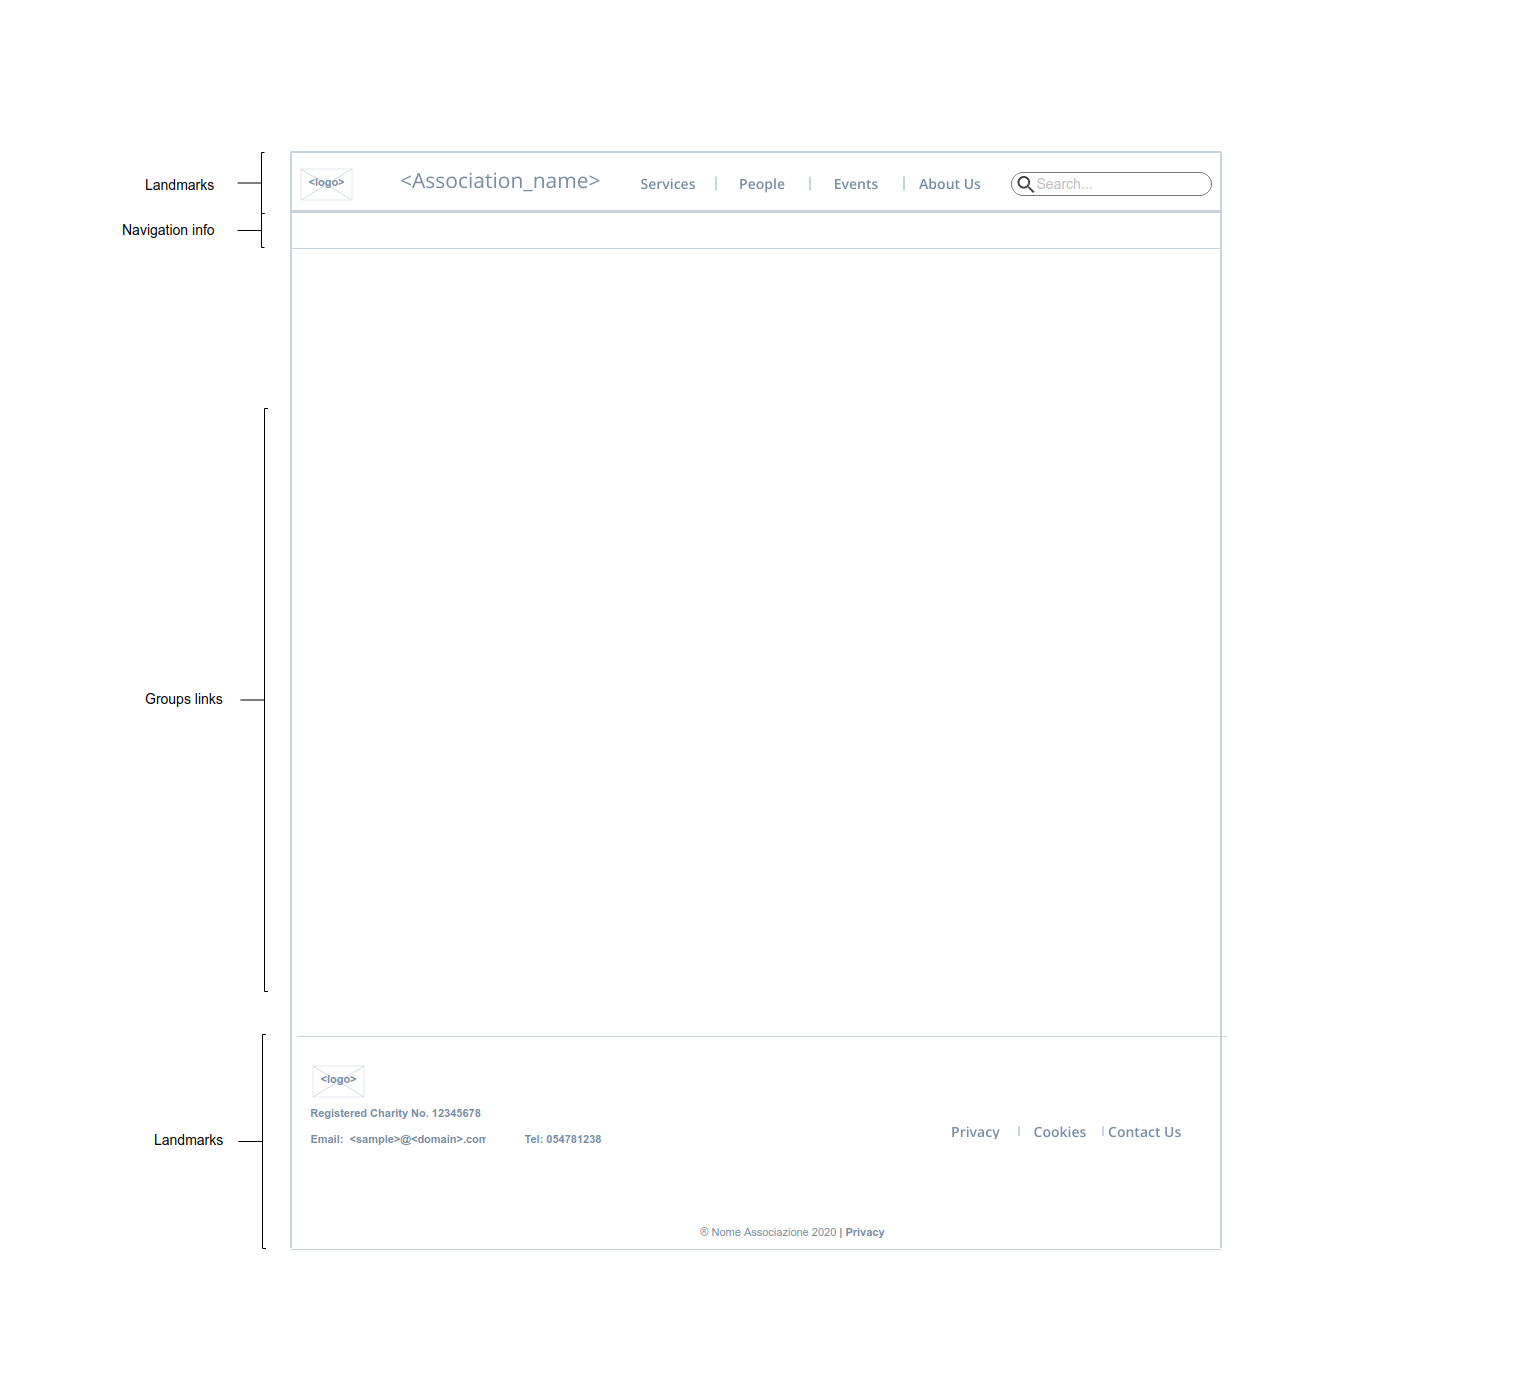 Landmarks
<logo>
<Association_name>
Services | People | Events | About Us
Search...
Navigation info
Groups links
Landmarks
<logo>
Registered Charity No. 12345678
Email: <sample>@<domain>.com
Tel: 054781238
Privacy | Cookies | Contact Us
® Nome Associazione 2020 | Privacy